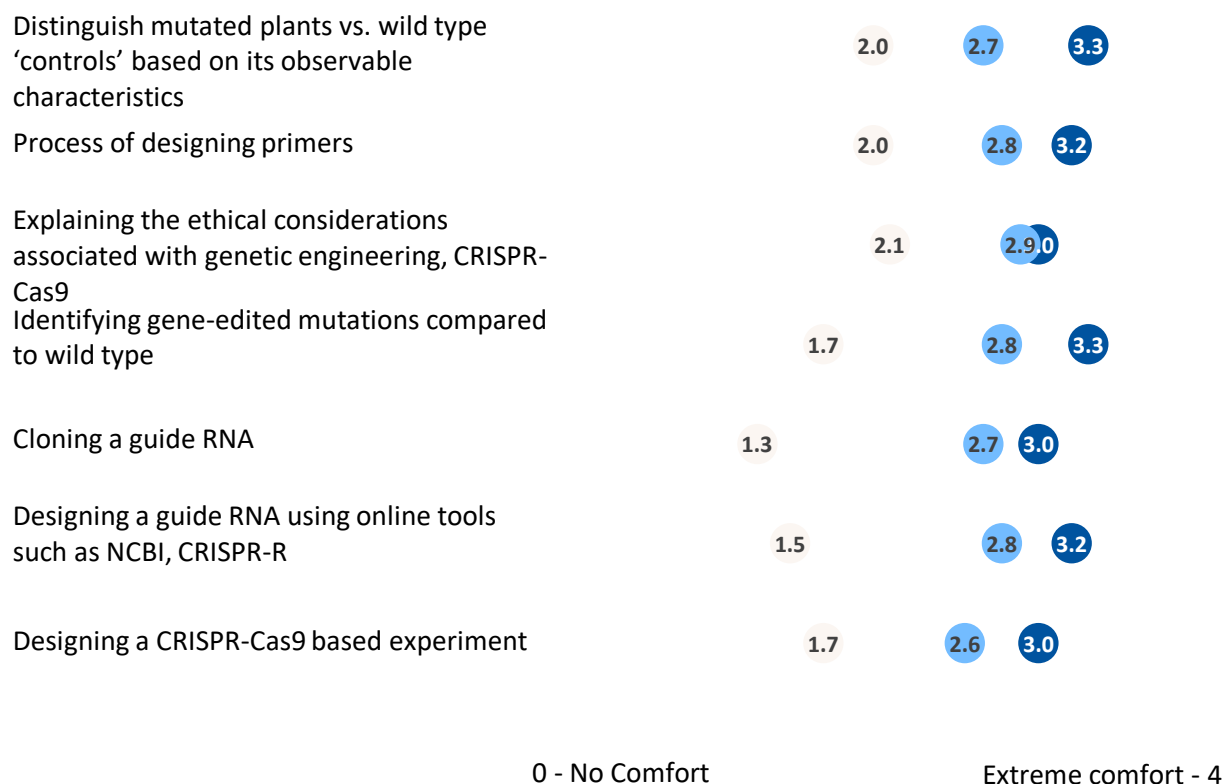 Distinguish mutated plants vs. wild type
‘controls’ based on its observable
characteristics
2.0 2.7 3.3
Process of designing primers
2.0 2.8 3.2
Explaining the ethical considerations
associated with genetic engineering, CRISPR-
Cas9
2.1 2.9 .0
Identifying gene-edited mutations compared
to wild type
1.7 2.8 3.3
Cloning a guide RNA
1.3 2.7 3.0
Designing a guide RNA using online tools
such as NCBI, CRISPR-R
1.5 2.8 3.2
Designing a CRISPR-Cas9 based experiment
1.7 2.6 3.0
0 - No Comfort
Extreme comfort - 4